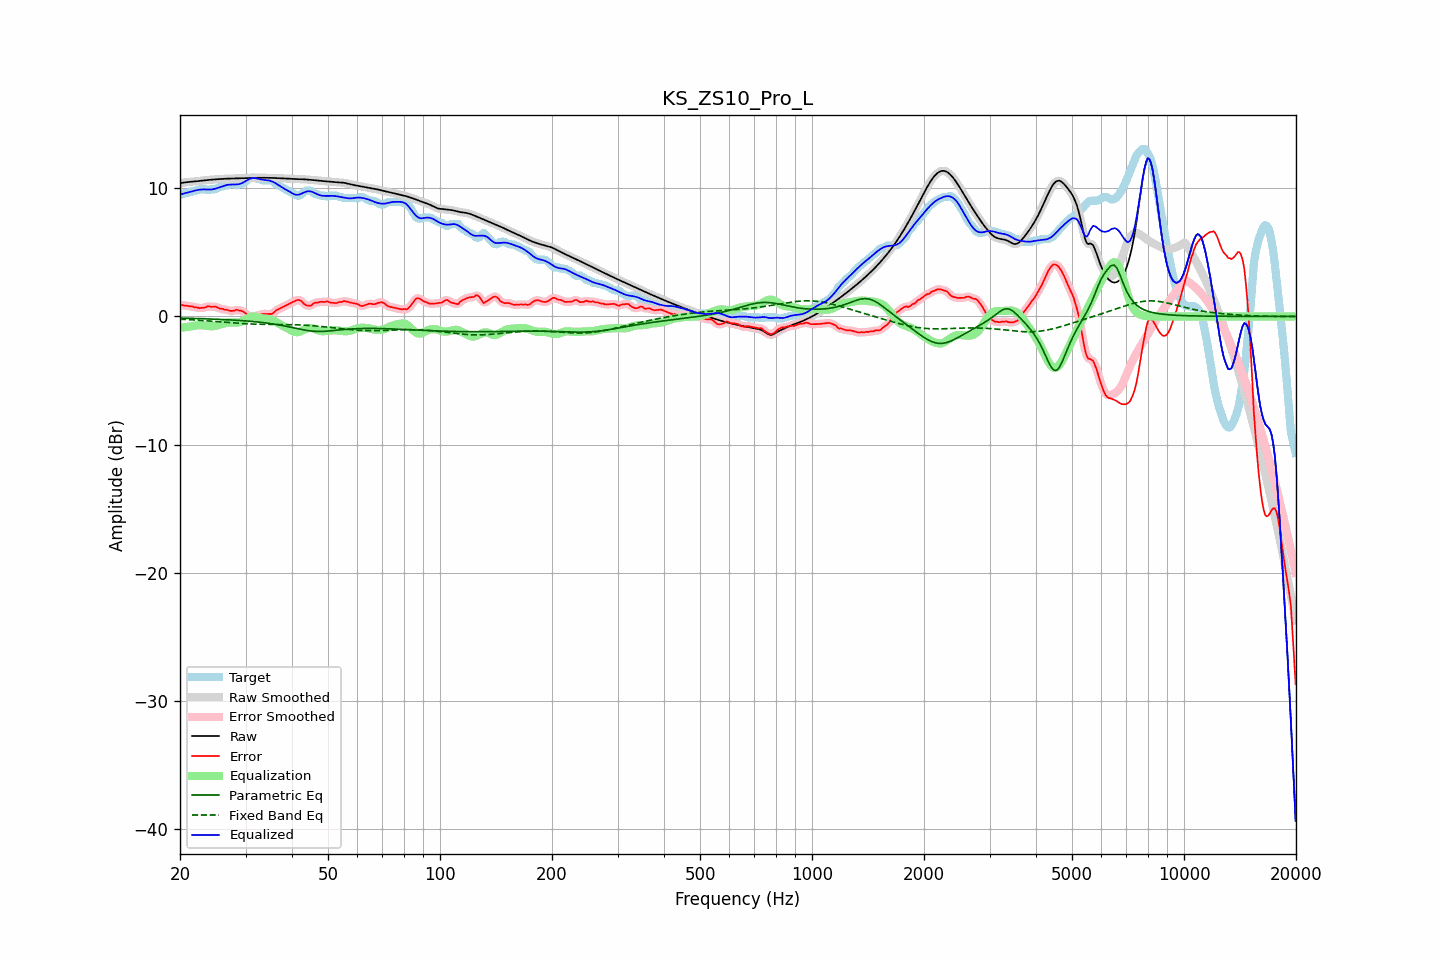 KS_ZS10_Pro_L
Amplitude (dBr)
10
0
−10
−20
−30
−40
Target
Raw Smoothed
Error Smoothed
Raw
Error
Equalization
Parametric Eq
Fixed Band Eq
Equalized
20
50
100
200
500
1000
2000
5000
10000
20000
Frequency (Hz)